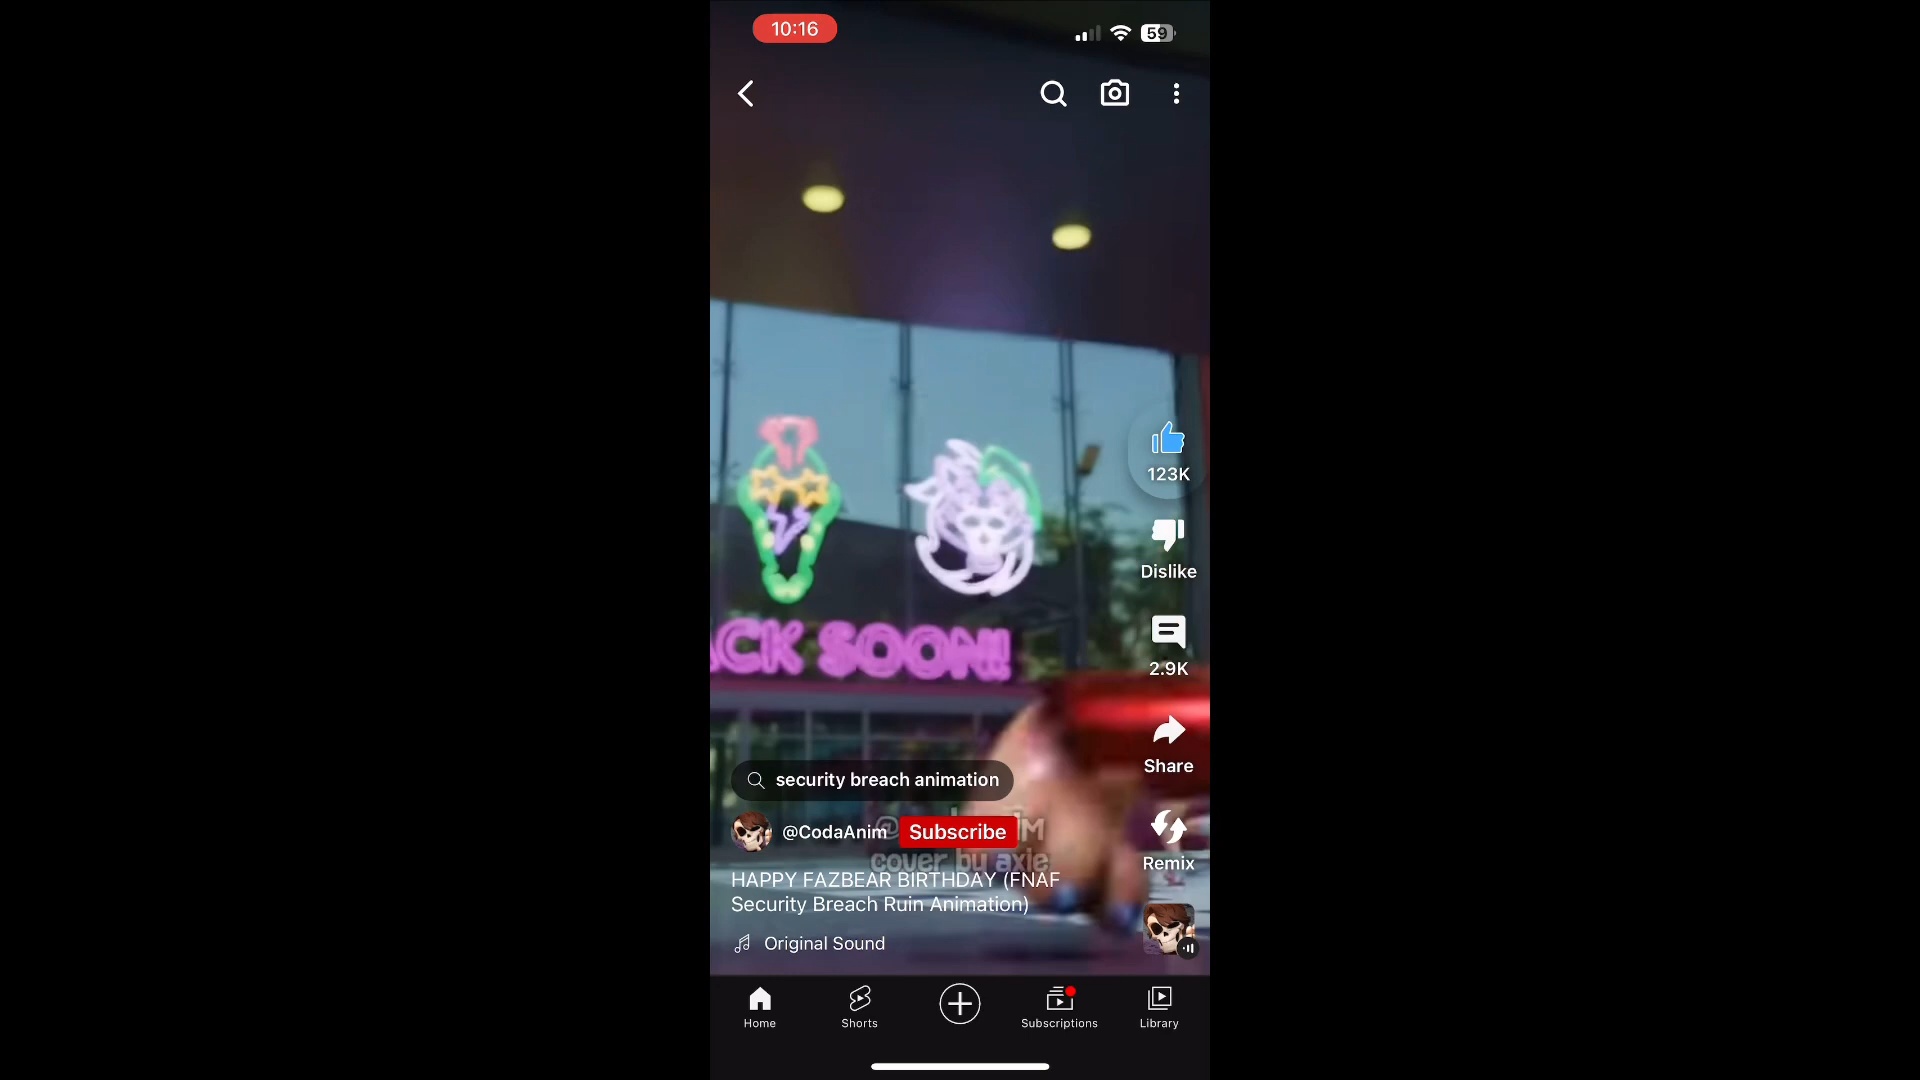 10:16
59
ACK SOON!!
123K
Dislike
2.9K
Share
security breach animation
@CodaAnim Subscribe
cover by axie
Remix
HAPPY FAZBEAR BIRTHDAY (FNAF
Security Breach Ruin Animation)
Original Sound
Home
Shorts
Subscriptions
Library